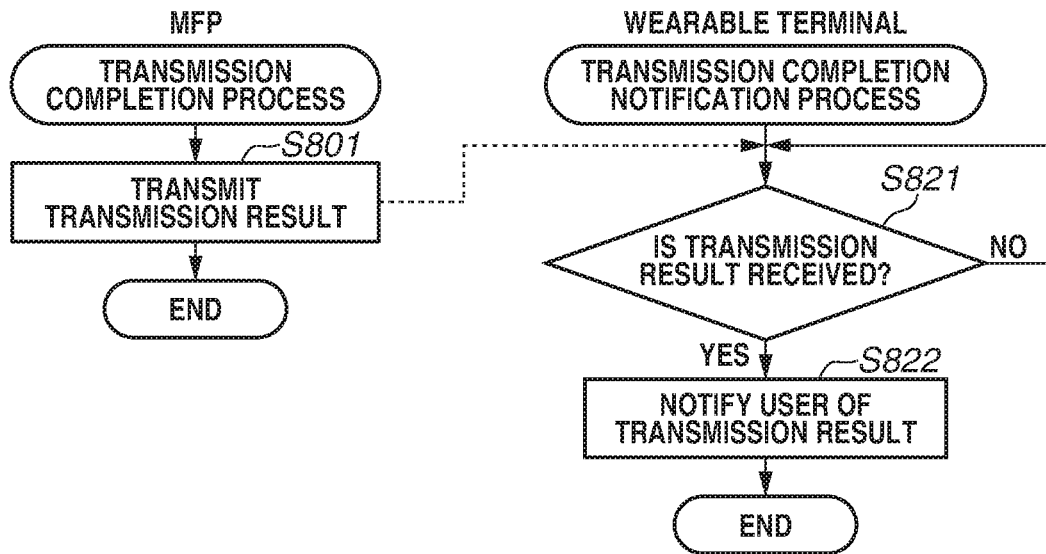 MFP
TRANSMISSION
COMPLETION PROCESS
S801
TRANSMIT
TRANSMISSION RESULT
END
WEARABLE TERMINAL
TRANSMISSION COMPLETION
NOTIFICATION PROCESS
S821
IS TRANSMISSION
RESULT RECEIVED?
NO
YES
S822
NOTIFY USER OF
TRANSMISSION RESULT
END